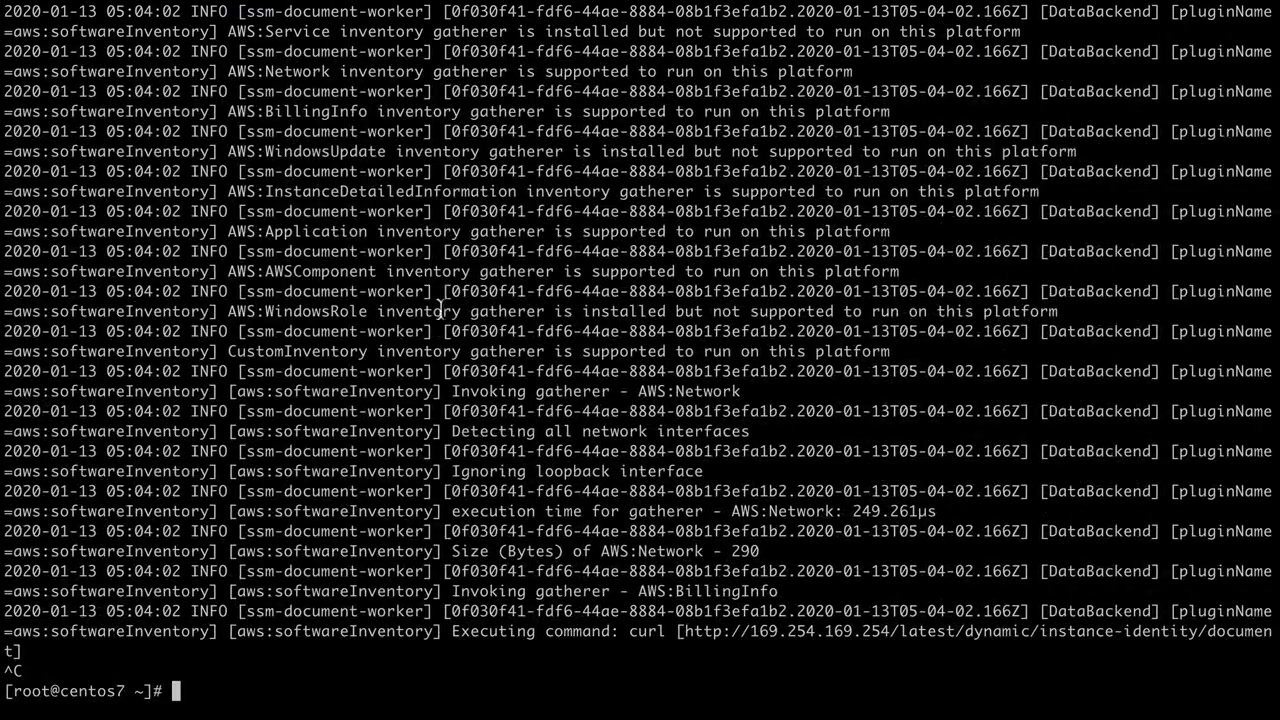 2020-01-13 05:04:02 INFO [ssm-document-worker] [0f030f41-fdf6-44ae-8884-08b1f3efa1b2.2020-01-13T05-04-02.166Z] [DataBackend] [pluginName
=aws:softwareInventory] AWS:Service inventory gatherer is installed but not supported to run on this platform
2020-01-13 05:04:02 INFO [ssm-document-worker] [0f030f41-fdf6-44ae-8884-08b1f3efa1b2.2020-01-13T05-04-02.166Z] [DataBackend] [pluginName
=aws:softwareInventory] AWS:Network inventory gatherer is supported to run on this platform
2020-01-13 05:04:02 INFO [ssm-document-worker] [0f030f41-fdf6-44ae-8884-08b1f3efa1b2.2020-01-13T05-04-02.166Z] [DataBackend] [pluginName
=aws:softwareInventory] AWS:BillingInfo inventory gatherer is supported to run on this platform
2020-01-13 05:04:02 INFO [ssm-document-worker] [0f030f41-fdf6-44ae-8884-08b1f3efa1b2.2020-01-13T05-04-02.166Z] [DataBackend] [pluginName
=aws:softwareInventory] AWS:WindowsUpdate inventory gatherer is installed but not supported to run on this platform
2020-01-13 05:04:02 INFO [ssm-document-worker] [0f030f41-fdf6-44ae-8884-08b1f3efa1b2.2020-01-13T05-04-02.166Z] [DataBackend] [pluginName
=aws:softwareInventory] AWS:InstanceDetailedInformation inventory gatherer is supported to run on this platform
2020-01-13 05:04:02 INFO [ssm-document-worker] [0f030f41-fdf6-44ae-8884-08b1f3efa1b2.2020-01-13T05-04-02.166Z] [DataBackend] [pluginName
=aws:softwareInventory] AWS:Application inventory gatherer is supported to run on this platform
2020-01-13 05:04:02 INFO [ssm-document-worker] [0f030f41-fdf6-44ae-8884-08b1f3efa1b2.2020-01-13T05-04-02.166Z] [DataBackend] [pluginName
=aws:softwareInventory] AWS:AWSComponent inventory gatherer is supported to run on this platform
2020-01-13 05:04:02 INFO [ssm-document-worker] [0f030f41-fdf6-44ae-8884-08b1f3efa1b2.2020-01-13T05-04-02.166Z] [DataBackend] [pluginName
=aws:softwareInventory] AWS:WindowsRole inventory gatherer is installed but not supported to run on this platform
2020-01-13 05:04:02 INFO [ssm-document-worker] [0f030f41-fdf6-44ae-8884-08b1f3efa1b2.2020-01-13T05-04-02.166Z] [DataBackend] [pluginName
=aws:softwareInventory] CustomInventory inventory gatherer is supported to run on this platform
2020-01-13 05:04:02 INFO [ssm-document-worker] [0f030f41-fdf6-44ae-8884-08b1f3efa1b2.2020-01-13T05-04-02.166Z] [DataBackend] [pluginName
=aws:softwareInventory] [aws:softwareInventory] Invoking gatherer - AWS:Network
2020-01-13 05:04:02 INFO [ssm-document-worker] [0f030f41-fdf6-44ae-8884-08b1f3efa1b2.2020-01-13T05-04-02.166Z] [DataBackend] [pluginName
=aws:softwareInventory] [aws:softwareInventory] Detecting all network interfaces
2020-01-13 05:04:02 INFO [ssm-document-worker] [0f030f41-fdf6-44ae-8884-08b1f3efa1b2.2020-01-13T05-04-02.166Z] [DataBackend] [pluginName
=aws:softwareInventory] [aws:softwareInventory] Ignoring loopback interface
2020-01-13 05:04:02 INFO [ssm-document-worker] [0f030f41-fdf6-44ae-8884-08b1f3efa1b2.2020-01-13T05-04-02.166Z] [DataBackend] [pluginName
=aws:softwareInventory] [aws:softwareInventory] execution time for gatherer - AWS:Network: 249.261µs
2020-01-13 05:04:02 INFO [ssm-document-worker] [0f030f41-fdf6-44ae-8884-08b1f3efa1b2.2020-01-13T05-04-02.166Z] [DataBackend] [pluginName
=aws:softwareInventory] [aws:softwareInventory] Size (Bytes) of AWS:Network - 290
2020-01-13 05:04:02 INFO [ssm-document-worker] [0f030f41-fdf6-44ae-8884-08b1f3efa1b2.2020-01-13T05-04-02.166Z] [DataBackend] [pluginName
=aws:softwareInventory] [aws:softwareInventory] Invoking gatherer - AWS:BillingInfo
2020-01-13 05:04:02 INFO [ssm-document-worker] [0f030f41-fdf6-44ae-8884-08b1f3efa1b2.2020-01-13T05-04-02.166Z] [DataBackend] [pluginName
=aws:softwareInventory] [aws:softwareInventory] Executing command: curl [http://169.254.169.254/latest/dynamic/instance-identity/documen
t]
^C
[root@centos7 ~]#